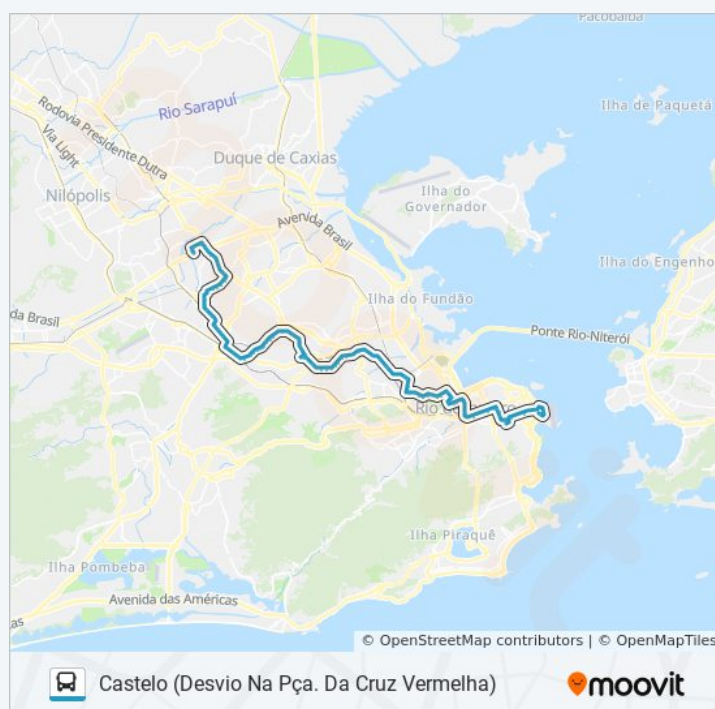 Pacobaíba
Rio Sarapuí
Ilha de Paquetá
Rodovia Presidente Dutra
Via Light
Duque de Caxias
Nilópolis
Ilha do
Governador
Avenida Brasil
Ilha do Engenho
Ilha do Fundão
da Brasil
Ponte Rio-Niterói
Ilha Piraquê
Ilha Pombeba
Avenida das Américas
© OpenStreetMap contributors | © OpenMapTiles
Castelo (Desvio Na Pça. Da Cruz Vermelha)
moovit